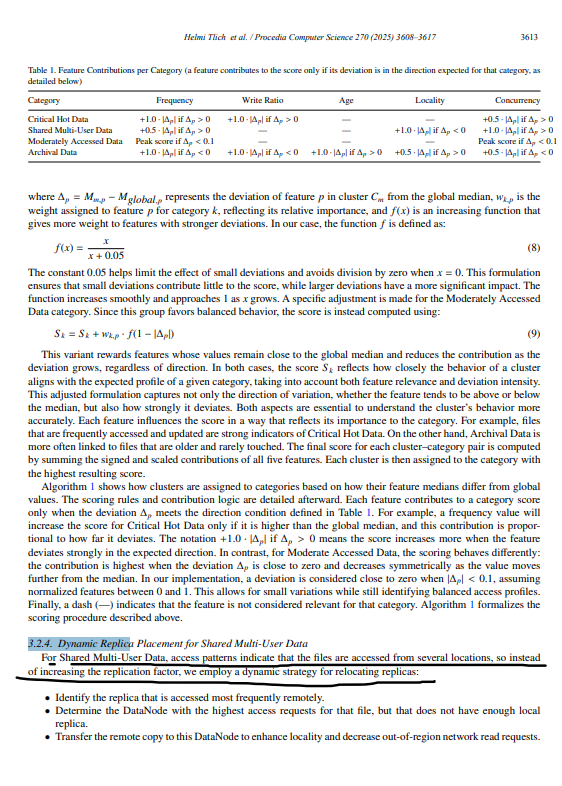 Helmi Tlich et al. / Procedia Computer Science 270 (2025) 3608–3617
3613
Table 1. Feature Contributions per Category (a feature contributes to the score only if its deviation is in the direction expected for that category, as
detailed below)
Category Frequency Write Ratio Age Locality Concurrency
Critical Hot Data +1.0 · |Δp| if Δp > 0 +1.0 · |Δp| if Δp > 0 — — +0.5 · |Δp| if Δp > 0
Shared Multi-User Data +0.5 · |Δp| if Δp > 0 — — +1.0 · |Δp| if Δp < 0 +1.0 · |Δp| if Δp > 0
Moderately Accessed Data Peak score if Δp < 0.1 — — — Peak score if Δp < 0.1
Archival Data +1.0 · |Δp| if Δp < 0 +1.0 · |Δp| if Δp < 0 +1.0 · |Δp| if Δp > 0 +0.5 · |Δp| if Δp > 0 +0.5 · |Δp| if Δp < 0
where Δp = Mm,p − Mglobal,p represents the deviation of feature p in cluster Cm from the global median, wk,p is the
weight assigned to feature p for category k, reflecting its relative importance, and f(x) is an increasing function that
gives more weight to features with stronger deviations. In our case, the function f is defined as:
f(x) = x / (x + 0.05) (8)
The constant 0.05 helps limit the effect of small deviations and avoids division by zero when x = 0. This formulation
ensures that small deviations contribute little to the score, while larger deviations have a more significant impact. The
function increases smoothly and approaches 1 as x grows. A specific adjustment is made for the Moderately Accessed
Data category. Since this group favors balanced behavior, the score is instead computed using:
Sk = Sk + wk,p · f(1 − |Δp|) (9)
This variant rewards features whose values remain close to the global median and reduces the contribution as the
deviation grows, regardless of direction. In both cases, the score Sk reflects how closely the behavior of a cluster
aligns with the expected profile of a given category, taking into account both feature relevance and deviation intensity.
This adjusted formulation captures not only the direction of variation, whether the feature tends to be above or below
the median, but also how strongly it deviates. Both aspects are essential to understand the cluster's behavior more
accurately. Each feature influences the score in a way that reflects its importance to the category. For example, files
that are frequently accessed and updated are strong indicators of Critical Hot Data. On the other hand, Archival Data is
more often linked to files that are older and rarely touched. The final score for each cluster–category pair is computed
by summing the signed and scaled contributions of all five features. Each cluster is then assigned to the category with
the highest resulting score.
Algorithm 1 shows how clusters are assigned to categories based on how their feature medians differ from global
values. The scoring rules and contribution logic are detailed afterward. Each feature contributes to a category score
only when the deviation Δp meets the direction condition defined in Table 1. For example, a frequency value will
increase the score for Critical Hot Data only if it is higher than the global median, and this contribution is propor-
tional to how far it deviates. The notation +1.0 · |Δp| if Δp > 0 means the score increases more when the feature
deviates strongly in the expected direction. In contrast, for Moderate Accessed Data, the scoring behaves differently:
the contribution is highest when the deviation Δp is close to zero and decreases symmetrically as the value moves
further from the median. In our implementation, a deviation is considered close to zero when |Δp| < 0.1, assuming
normalized features between 0 and 1. This allows for small variations while still identifying balanced access profiles.
Finally, a dash (—) indicates that the feature is not considered relevant for that category. Algorithm 1 formalizes the
scoring procedure described above.
3.2.4. Dynamic Replica Placement for Shared Multi-User Data
For Shared Multi-User Data, access patterns indicate that the files are accessed from several locations, so instead
of increasing the replication factor, we employ a dynamic strategy for relocating replicas:
• Identify the replica that is accessed most frequently remotely.
• Determine the DataNode with the highest access requests for that file, but that does not have enough local
replica.
• Transfer the remote copy to this DataNode to enhance locality and decrease out-of-region network read requests.